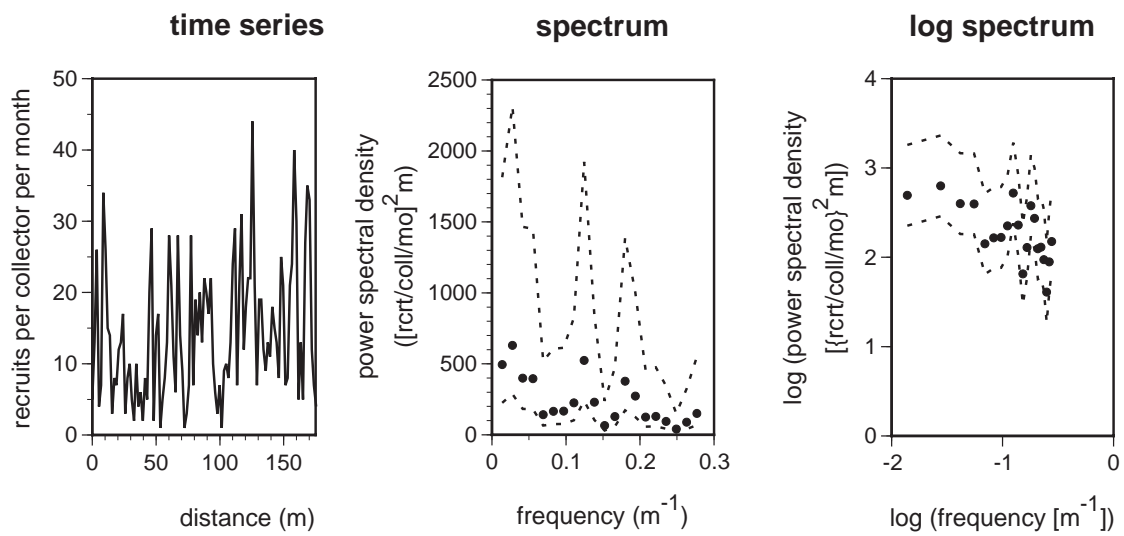 time series
spectrum
log spectrum
recruits per collector per month
50
40
30
20
10
0
0
50
100
150
distance (m)
power spectral density
([rcrt/coll/mo]²m)
2500
2000
1500
1000
500
0
0
0.1
0.2
0.3
frequency (m⁻¹)
log (power spectral density
[{rcrt/coll/mo}²m])
4
3
2
1
0
-2
-1
0
log (frequency [m⁻¹])